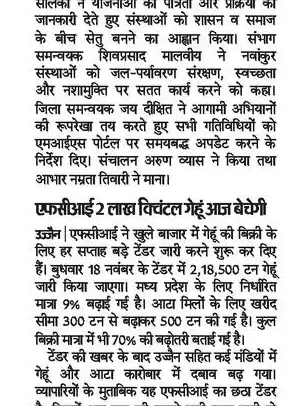 सोलंकी ने योजनाओं की पात्रता और प्रक्रिया की
जानकारी देते हुए संस्थाओं को शासन व समाज
के बीच सेतु बनने का आह्वान किया। संभाग
समन्वयक शिवप्रसाद मालवीय ने नवांकुर
संस्थाओं को जल-पर्यावरण संरक्षण, स्वच्छता
और नशामुक्ति पर सतत कार्य करने को कहा।
जिला समन्वयक जय दीक्षित ने आगामी अभियानों
की रूपरेखा तय करते हुए सभी गतिविधियों को
एमआईएस पोर्टल पर समयबद्ध अपडेट करने के
निर्देश दिए। संचालन अरुण व्यास ने किया तथा
आभार नम्रता तिवारी ने माना।
एफसीआई 2 लाख क्विंटल गेहूं आज बेचेगी
उज्जैन | एफसीआई ने खुले बाजार में गेहूं की बिक्री के
लिए हर सप्ताह बड़े टेंडर जारी करने शुरू कर दिए
हैं। बुधवार 18 नवंबर के टेंडर में 2,18,500 टन गेहूं
जारी किया जाएगा। मध्य प्रदेश के लिए निर्धारित
मात्रा 9% बढ़ाई गई है। आटा मिलों के लिए खरीद
सीमा 300 टन से बढ़ाकर 500 टन की गई है। कुल
बिक्री मात्रा में भी 70% की बढ़ोतरी बताई गई है।
टेंडर की खबर के बाद उज्जैन सहित कई मंडियों में
गेहूं और आटा कारोबार में दबाव बढ़ गया।
व्यापारियों के मुताबिक यह एफसीआई का छठा टेंडर